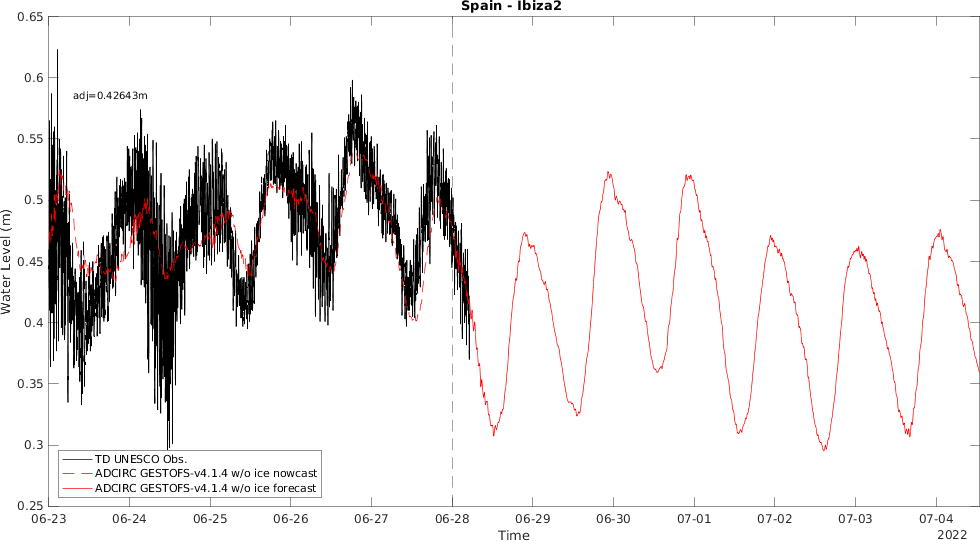 Spain - Ibiza2
0.65
0.6
adj=0.42643m
0.55
0.5
0.45
0.4
0.35
0.3
0.25
Water Level (m)
TD UNESCO Obs.
ADCIRC GESTOFS-v4.1.4 w/o ice nowcast
ADCIRC GESTOFS-v4.1.4 w/o ice forecast
06-23 06-24 06-25 06-26 06-27 06-28 06-29 06-30 07-01 07-02 07-03 07-04
Time
2022